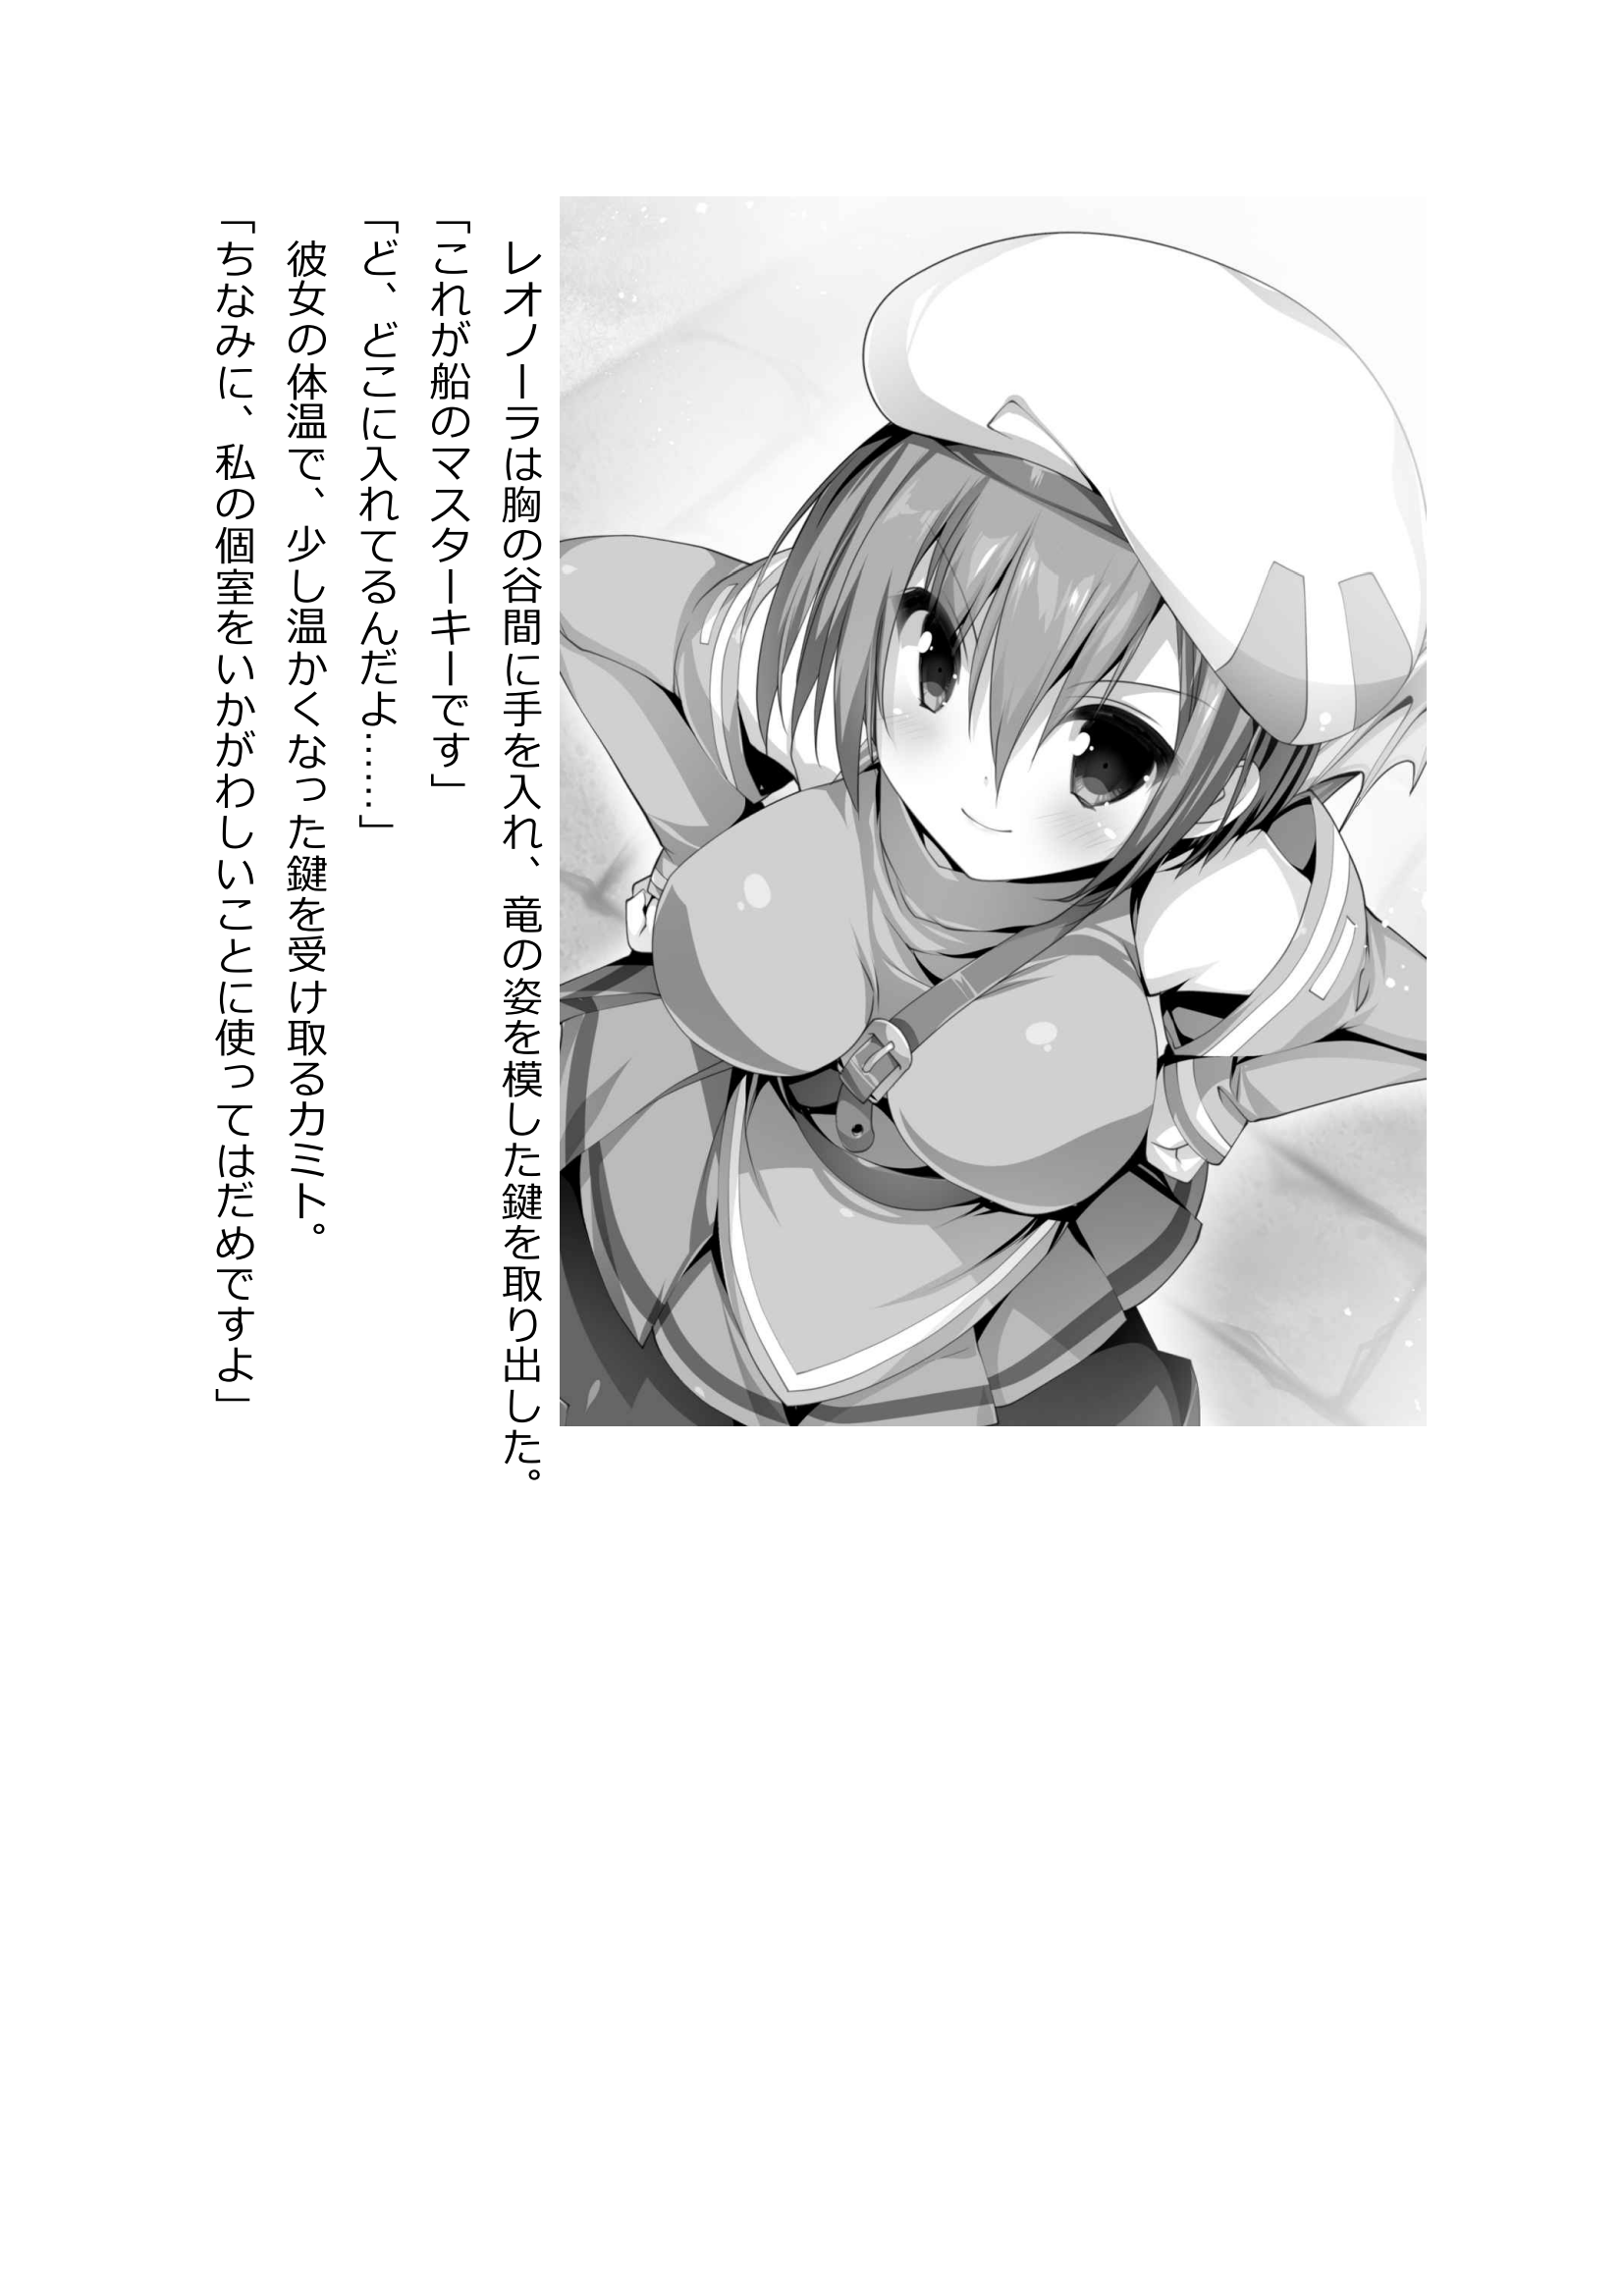 レオノーラは胸の谷間に手を入れ、竜の姿を模した鍵を取り出した。
「これが船のマスターキーです」
「ど、どこに入れてるんだよ……」
彼女の体温で、少し温かくなった鍵を受け取るカミト。
「ちなみに、私の個室をいかがわしいことに使ってはだめですよ」